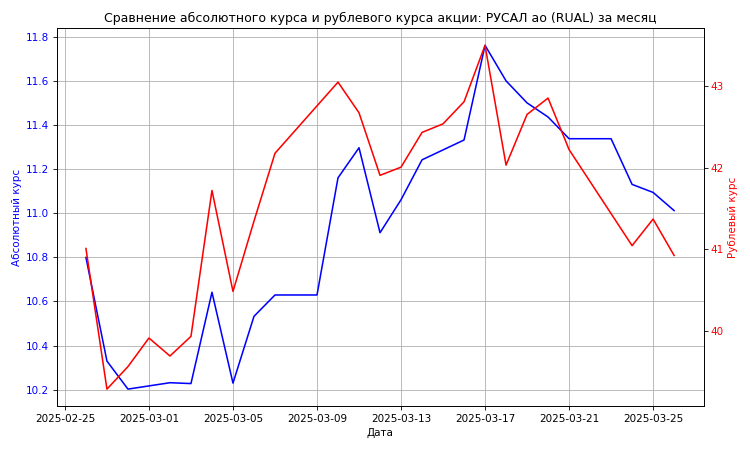 Сравнение абсолютного курса и рублевого курса акции: РУСАЛ ао (RUAL) за месяц
11.8
11.6
11.4
11.2
11.0
10.8
10.6
10.4
10.2
Абсолютный курс
43
42
41
40
Рублевый курс
2025-02-25 2025-03-01 2025-03-05 2025-03-09 2025-03-13 2025-03-17 2025-03-21 2025-03-25
Дата